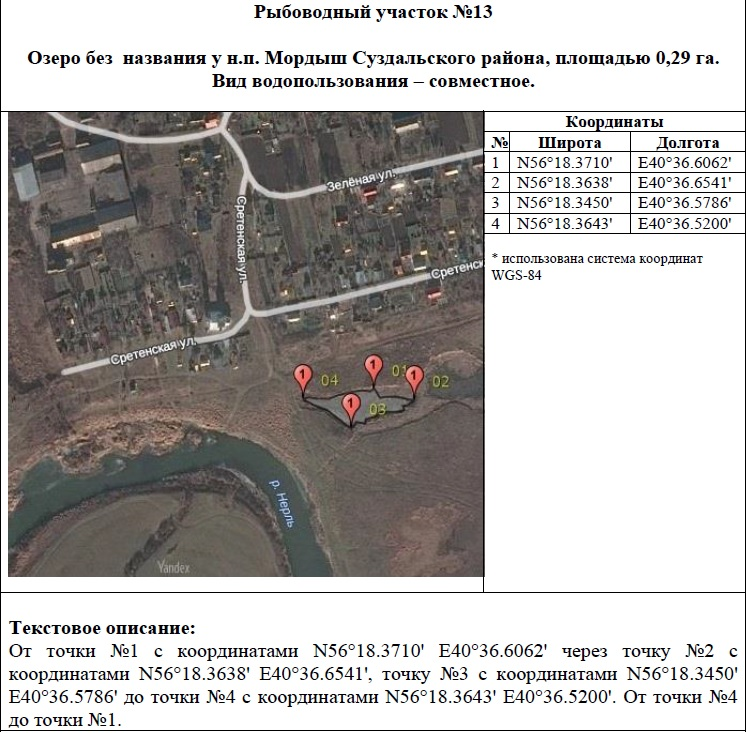 Рыбоводный участок №13
Озеро без названия у н.п. Мордыш Суздальского района, площадью 0,29 га.
Вид водопользования – совместное.
Координаты
№ Широта Долгота
1 N56°18.3710' E40°36.6062'
2 N56°18.3638' E40°36.6541'
3 N56°18.3450' E40°36.5786'
4 N56°18.3643' E40°36.5200'
* использована система координат
WGS-84
Зелёная ул.
Сретенская ул.
Сретенск
Сретенская ул.
1 04
1 01
1 02
1 03
р. Нерль
Yandex
Текстовое описание:
От точки №1 с координатами N56°18.3710' E40°36.6062' через точку №2 с
координатами N56°18.3638' E40°36.6541', точку №3 с координатами N56°18.3450'
E40°36.5786' до точки №4 с координатами N56°18.3643' E40°36.5200'. От точки №4
до точки №1.